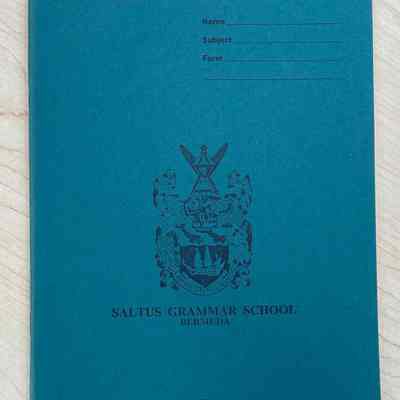 Name
Subject
Form
SALTUS GRAMMAR SCHOOL
BERMUDA